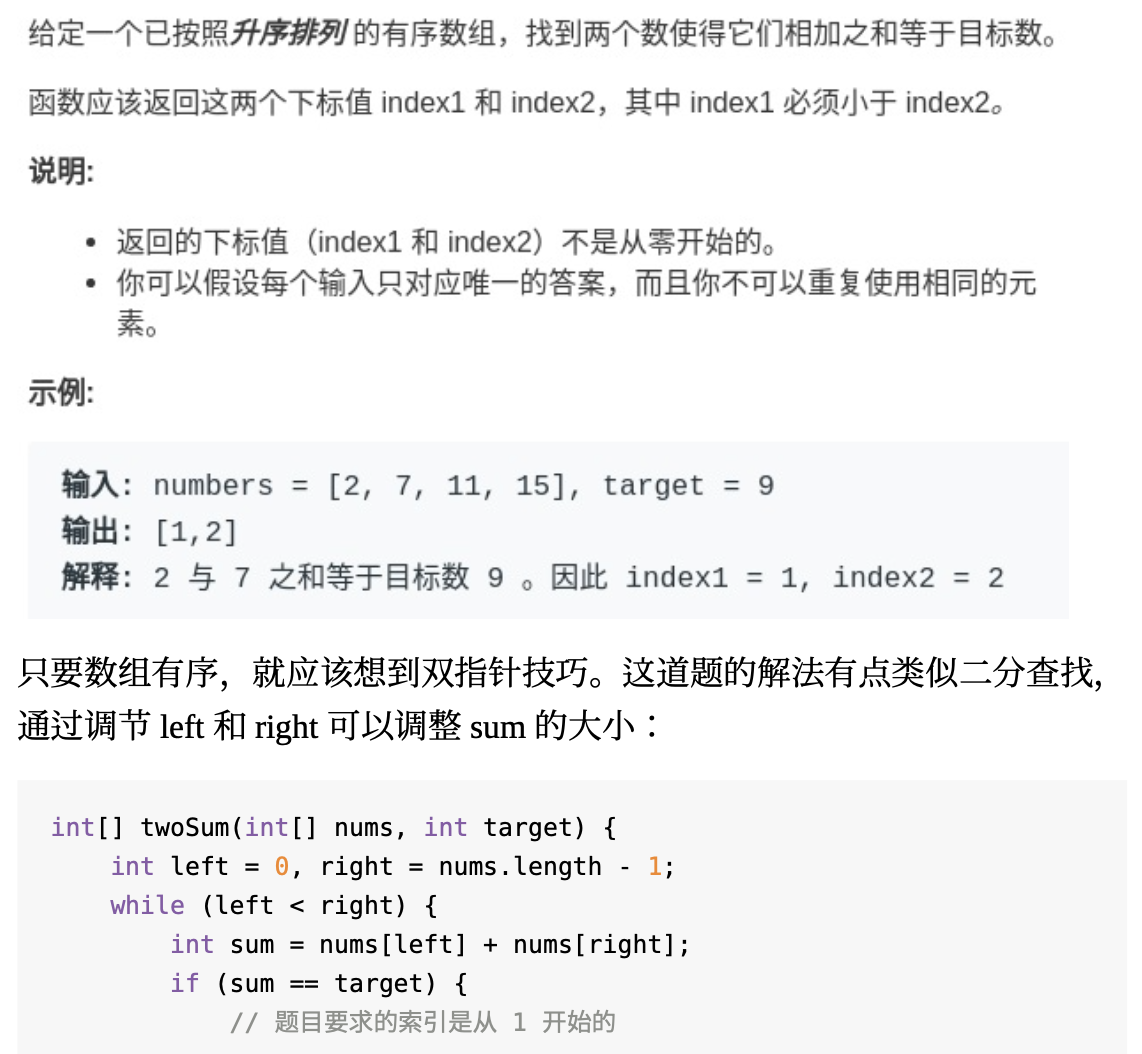 给定一个已按照升序排列 的有序数组，找到两个数使得它们相加之和等于目标数。
函数应该返回这两个下标值 index1 和 index2，其中 index1 必须小于 index2。
说明:
• 返回的下标值（index1 和 index2）不是从零开始的。
• 你可以假设每个输入只对应唯一的答案，而且你不可以重复使用相同的元
素。
示例:
输入: numbers = [2, 7, 11, 15], target = 9
输出: [1,2]
解释: 2 与 7 之和等于目标数 9 。因此 index1 = 1, index2 = 2
只要数组有序，就应该想到双指针技巧。这道题的解法有点类似二分查找，
通过调节 left 和 right 可以调整 sum 的大小：
int[] twoSum(int[] nums, int target) {
    int left = 0, right = nums.length - 1;
    while (left < right) {
        int sum = nums[left] + nums[right];
        if (sum == target) {
            // 题目要求的索引是从 1 开始的